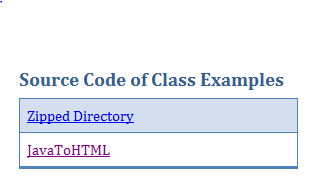 Source Code of Class Examples
Zipped Directory
JavaToHTML